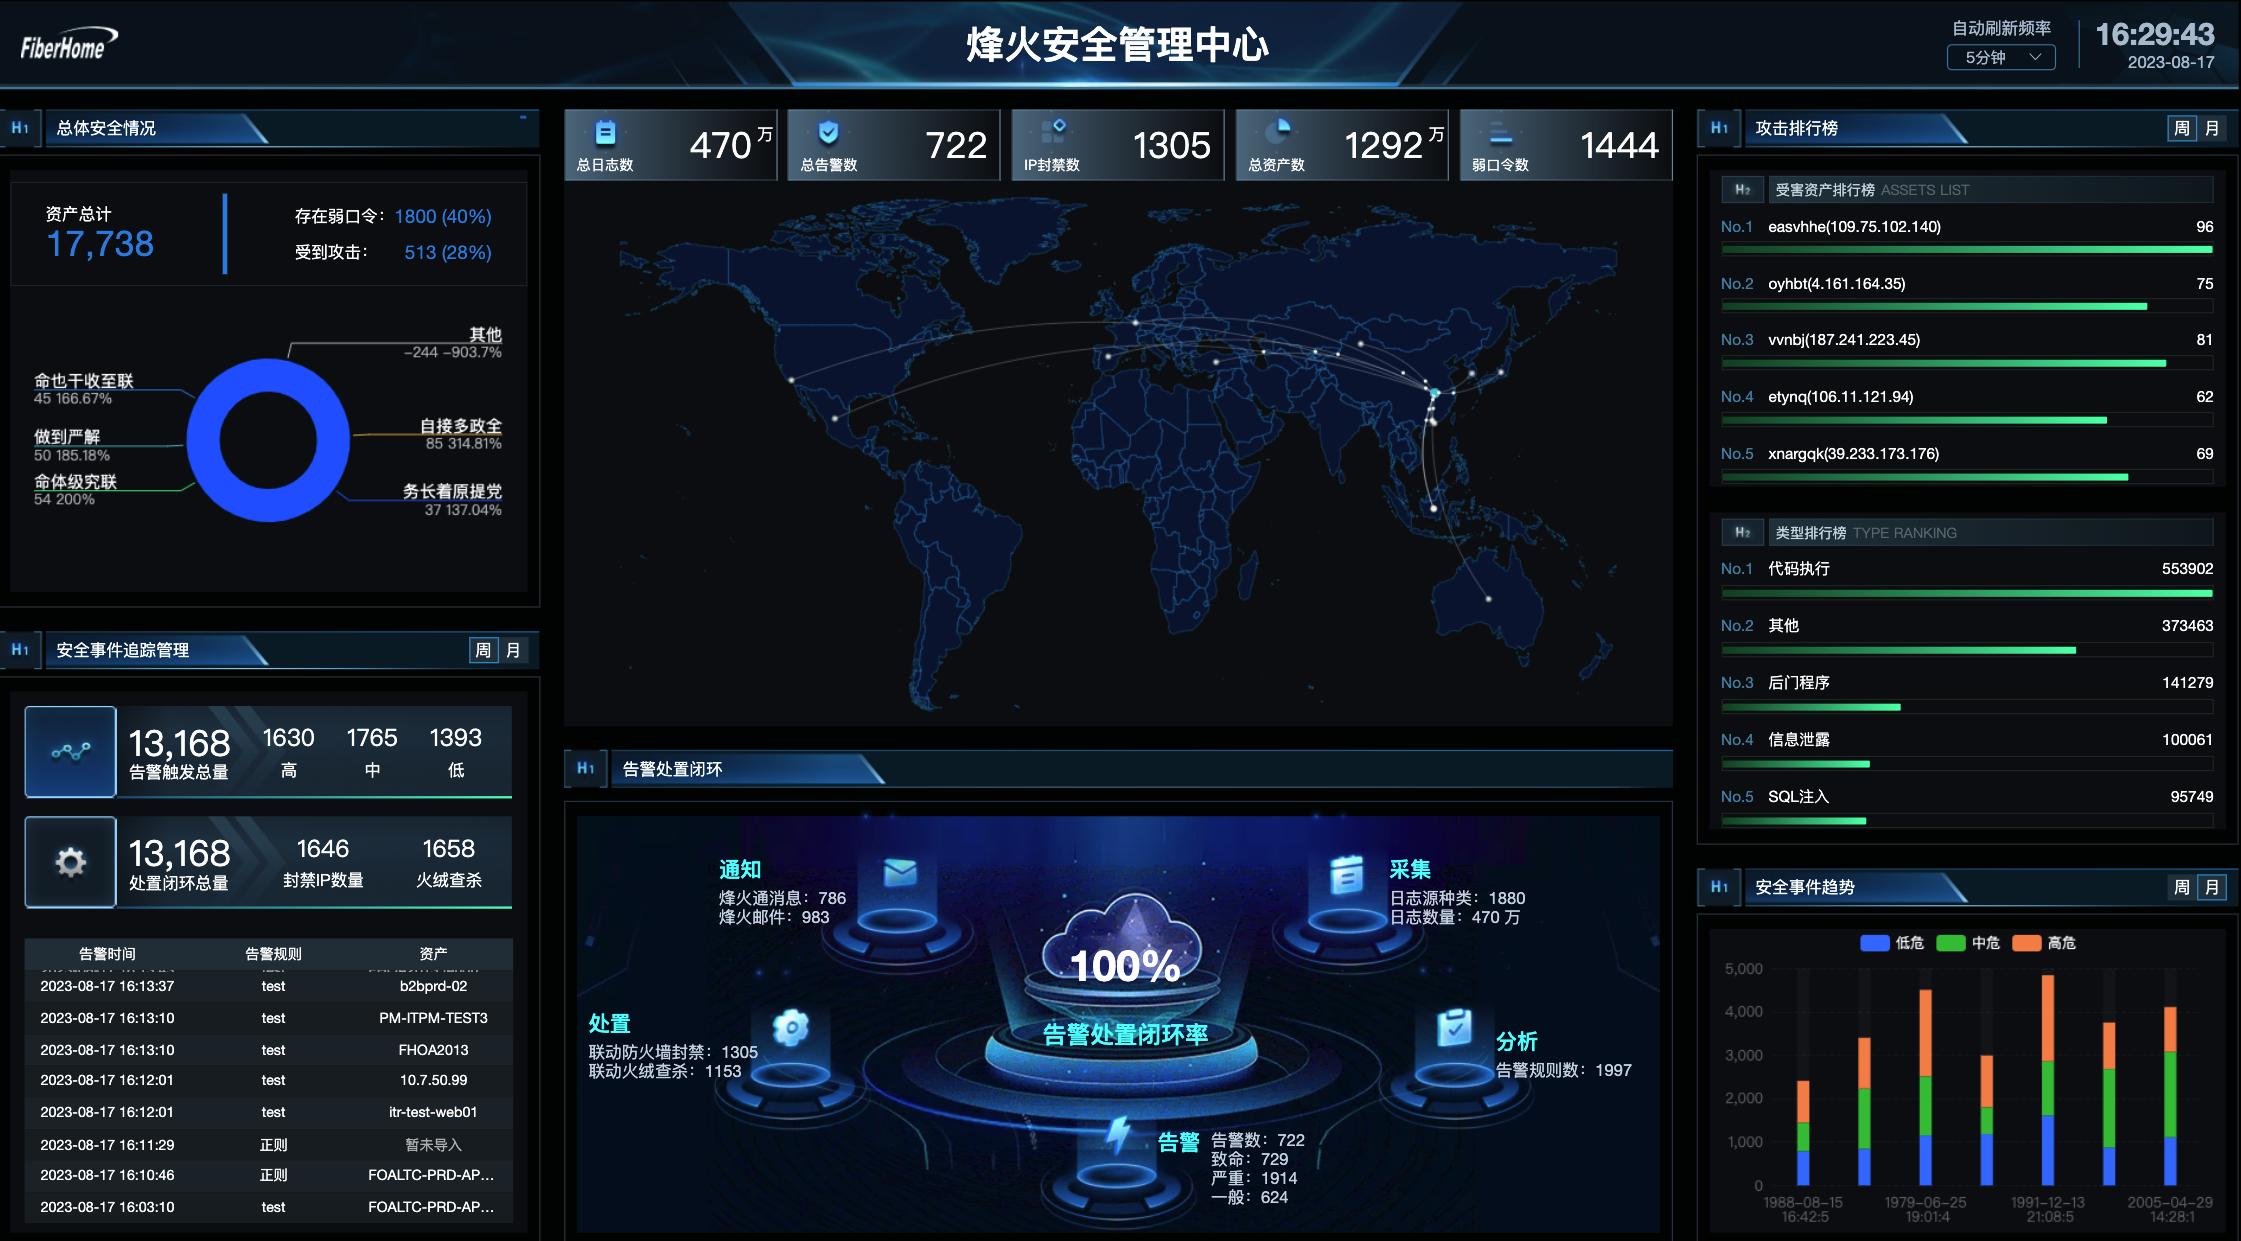 FiberHome
烽火安全管理中心
自动刷新频率
5分钟
16:29:43
2023-08-17
H1 总体安全情况
资产总计
17,738
存在弱口令: 1800 (40%)
受到攻击: 513 (28%)
其他
-244 -903.7%
命也干收至联
45 166.67%
自接多政全
85 314.81%
做到严解
50 185.18%
命体级究联
54 200%
务长着原提党
37 137.04%
H1 安全事件追踪管理 周 月
13,168 1630 1765 1393
告警触发总量 高 中 低
13,168 1646 1658
处置闭环总量 封禁IP数量 火绒查杀
告警时间 告警规则 资产
2023-08-17 16:13:37 test b2bprd-02
2023-08-17 16:13:10 test PM-ITPM-TEST3
2023-08-17 16:13:10 test FHOA2013
2023-08-17 16:12:01 test 10.7.50.99
2023-08-17 16:12:01 test itr-test-web01
2023-08-17 16:11:29 正则 暂未导入
2023-08-17 16:10:46 正则 FOALTC-PRD-AP...
2023-08-17 16:03:10 test FOALTC-PRD-AP...
总日志数 470 万
总告警数 722
IP封禁数 1305
总资产数 1292 万
弱口令数 1444
H1 告警处置闭环
通知
烽火通消息: 786
烽火邮件: 983
采集
日志源种类: 1880
日志数量: 470 万
100%
告警处置闭环率
处置
联动防火墙封禁: 1305
联动火绒查杀: 1153
分析
告警规则数: 1997
告警
告警数: 722
致命: 729
严重: 1914
一般: 624
H1 攻击排行榜 周 月
H2 受害资产排行榜 ASSETS LIST
No.1 easvhhe(109.75.102.140) 96
No.2 oyhbt(4.161.164.35) 75
No.3 vvnbj(187.241.223.45) 81
No.4 etynq(106.11.121.94) 62
No.5 xnargqk(39.233.173.176) 69
H2 类型排行榜 TYPE RANKING
No.1 代码执行 553902
No.2 其他 373463
No.3 后门程序 141279
No.4 信息泄露 100061
No.5 SQL注入 95749
H1 安全事件趋势 周 月
低危 中危 高危
5,000
4,000
3,000
2,000
1,000
0
1988-08-15 1979-06-25 1991-12-13 2005-04-29
16:42:5 19:01:4 21:08:5 14:28:1